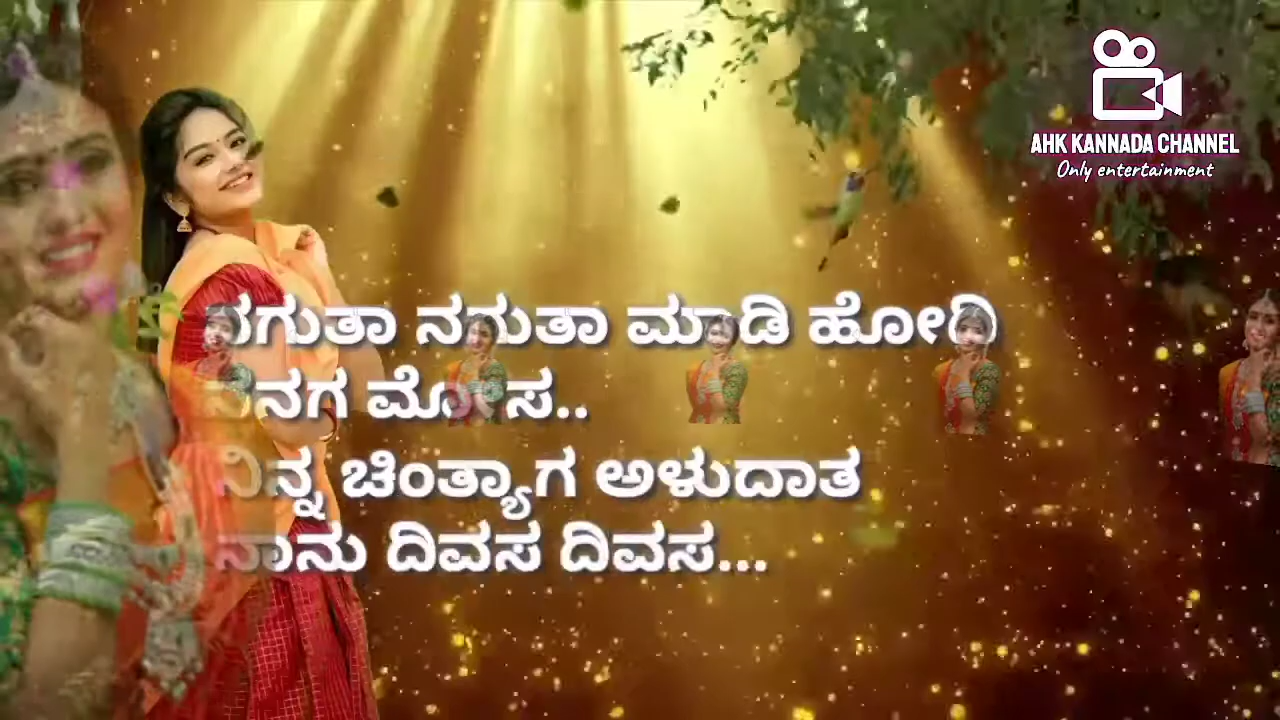 AHK KANNADA CHANNEL
Only entertainment
ನಗುತಾ ನಗುತಾ ಮಾಡಿ ಹೋದಿ
ನನಗ ಮೋಸ..
ನಿನ್ನ ಚಿಂತ್ಯಾಗ ಅಳುದಾತ
ನಾನು ದಿವಸ ದಿವಸ...